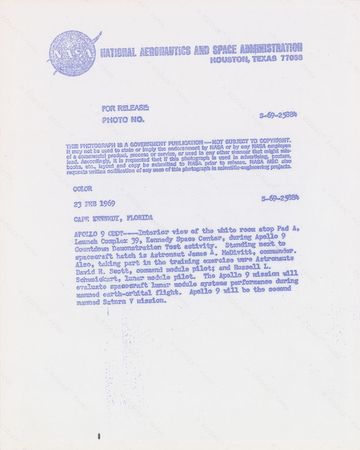 NASA
NATIONAL AERONAUTICS AND SPACE ADMINISTRATION
HOUSTON, TEXAS 77058
FOR RELEASE:
PHOTO NO.
S-69-25884
THIS PHOTOGRAPH IS A GOVERNMENT PUBLICATION—NOT SUBJECT TO COPYRIGHT.
It may not be used to state or imply the endorsement by NASA or by any NASA employee
of a commercial product, process or service, or used in any other manner that might mis-
lead. Accordingly, it is requested that if this photograph is used in advertising, posters,
books, etc., layout and copy be submitted to NASA prior to release. NASA MSC also
requests written notification of any uses of this photograph in scientific-engineering projects.
COLOR
S-69-25884
23 FEB 1969
CAPE KENNEDY, FLORIDA
APOLLO 9 CDDT----Interior view of the white room atop Pad A,
Launch Complex 39, Kennedy Space Center, during Apollo 9
Countdown Demonstration Test activity. Standing next to
spacecraft hatch is Astronaut James A. McDivitt, commander.
Also, taking part in the training exercise were Astronauts
David R. Scott, command module pilot; and Russell L.
Schweickart, lunar module pilot. The Apollo 9 mission will
evaluate spacecraft lunar module systems performance during
manned earth-orbital flight. Apollo 9 will be the second
manned Saturn V mission.